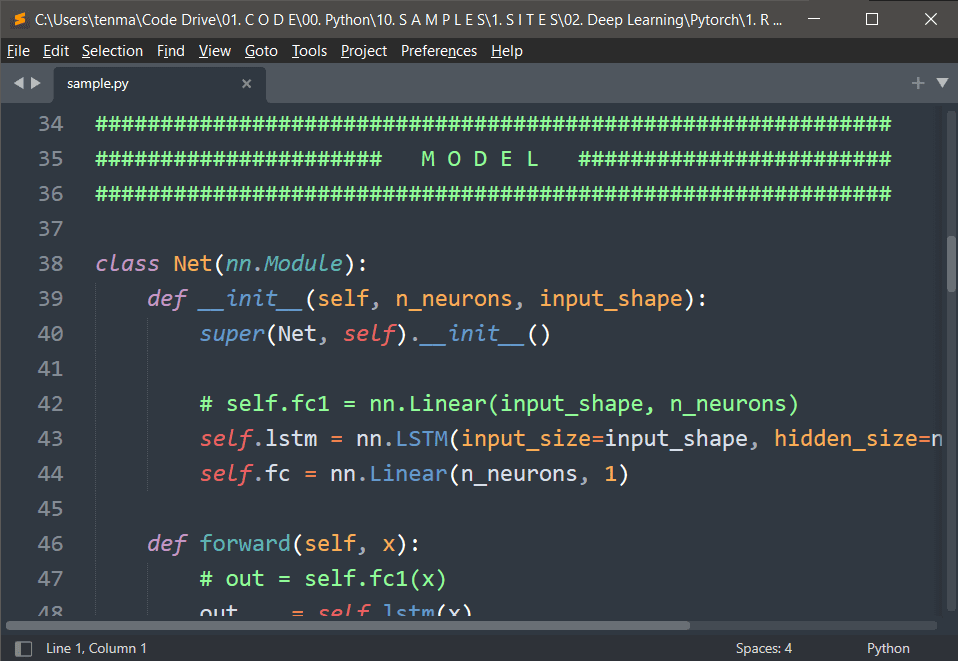 C:\Users\tenma\Code Drive\01. C O D E\00. Python\10. S A M P L E S\1. S I T E S\02. Deep Learning\Pytorch\1. R ...
File Edit Selection Find View Goto Tools Project Preferences Help
sample.py
34 #############################################################
35 ###################### M O D E L ########################
36 #############################################################
37
38 class Net(nn.Module):
39 def __init__(self, n_neurons, input_shape):
40 super(Net, self).__init__()
41
42 # self.fc1 = nn.Linear(input_shape, n_neurons)
43 self.lstm = nn.LSTM(input_size=input_shape, hidden_size=n
44 self.fc = nn.Linear(n_neurons, 1)
45
46 def forward(self, x):
47 # out = self.fc1(x)
48 out _ = self.lstm(x)
Line 1, Column 1 Spaces: 4 Python